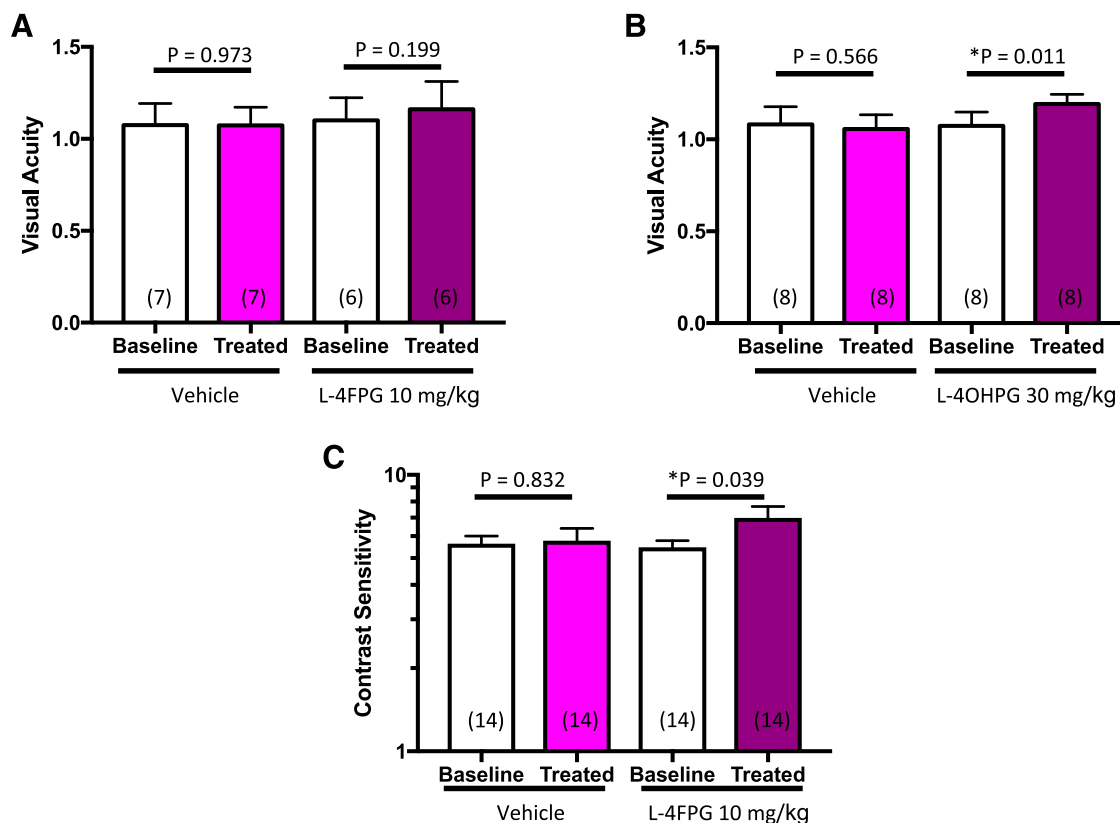 A
1.5
1.0
0.5
0.0
Visual Acuity
P = 0.973
P = 0.199
(7)
(7)
(6)
(6)
Baseline Treated Baseline Treated
Vehicle
L-4FPG 10 mg/kg
B
1.5
1.0
0.5
0.0
Visual Acuity
P = 0.566
*P = 0.011
(8)
(8)
(8)
(8)
Baseline Treated Baseline Treated
Vehicle
L-4OHPG 30 mg/kg
C
10
1
Contrast Sensitivity
P = 0.832
*P = 0.039
(14)
(14)
(14)
(14)
Baseline Treated Baseline Treated
Vehicle
L-4FPG 10 mg/kg